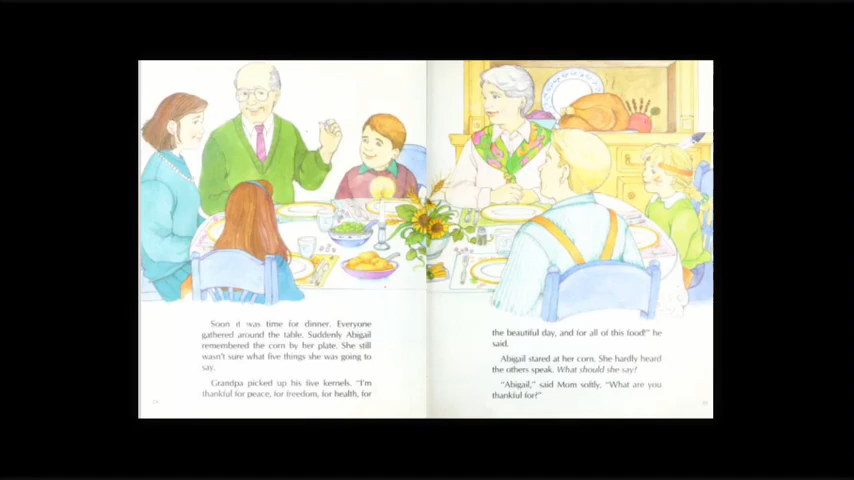 Soon it was time for dinner. Everyone
gathered around the table. Suddenly Abigail
remembered the corn by her plate. She still
wasn't sure what five things she was going to
say.
Grandpa picked up his five kernels. "I'm
thankful for peace, for freedom, for health, for
the beautiful day, and for all of this food!" he
said.
Abigail stared at her corn. She hardly heard
the others speak. What should she say?
"Abigail," said Mom softly. "What are you
thankful for?"